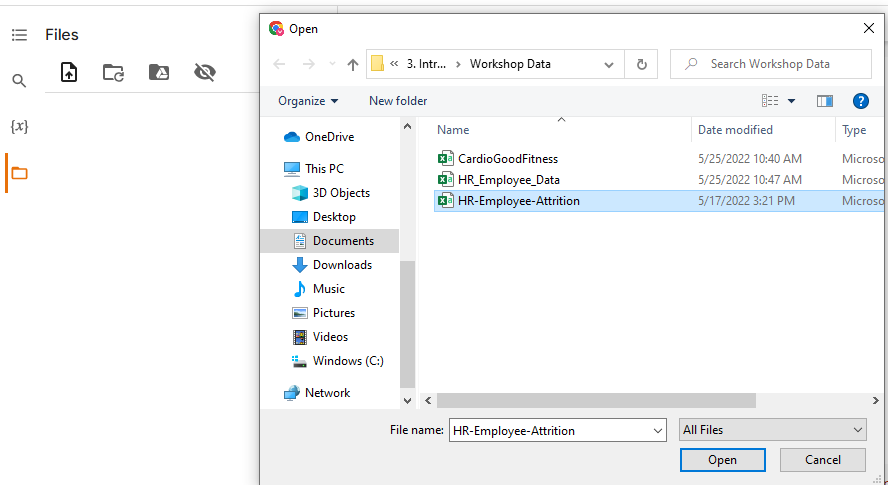 Files
{x}
Open
« 3. Intr... > Workshop Data
Search Workshop Data
Organize
New folder
Name
Date modified
Type
OneDrive
This PC
3D Objects
Desktop
Documents
Downloads
Music
Pictures
Videos
Windows (C:)
Network
CardioGoodFitness 5/25/2022 10:40 AM Microso
HR_Employee_Data 5/25/2022 10:47 AM Microso
HR-Employee-Attrition 5/17/2022 3:21 PM Microso
File name: HR-Employee-Attrition
All Files
Open
Cancel